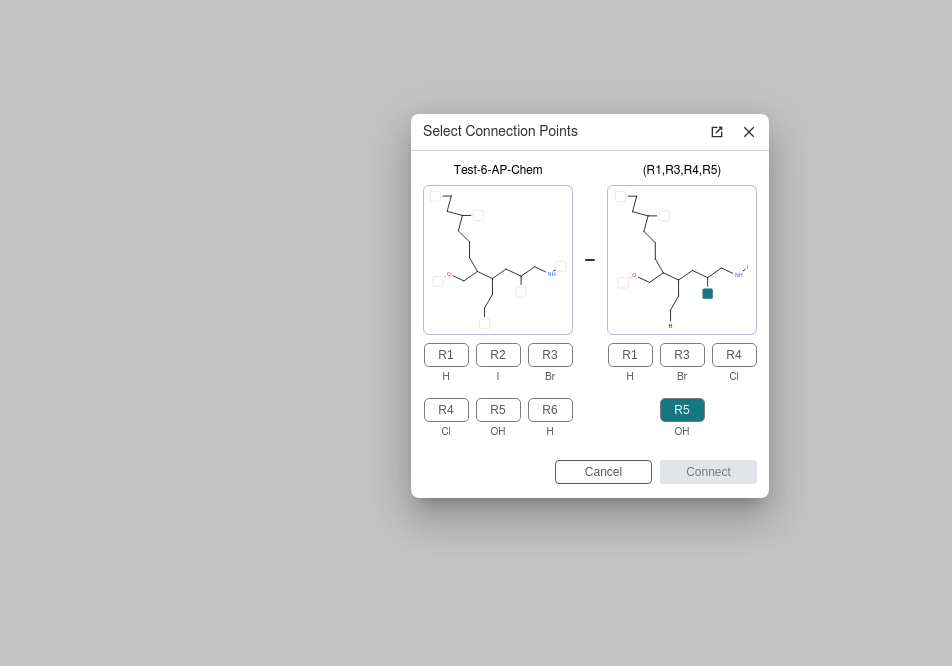 Select Connection Points
Test-6-AP-Chem
(R1,R3,R4,R5)
O
NH
O
NH
I
H
R1 R2 R3
H I Br
R4 R5 R6
Cl OH H
R1 R3 R4
H Br Cl
R5
OH
Cancel Connect